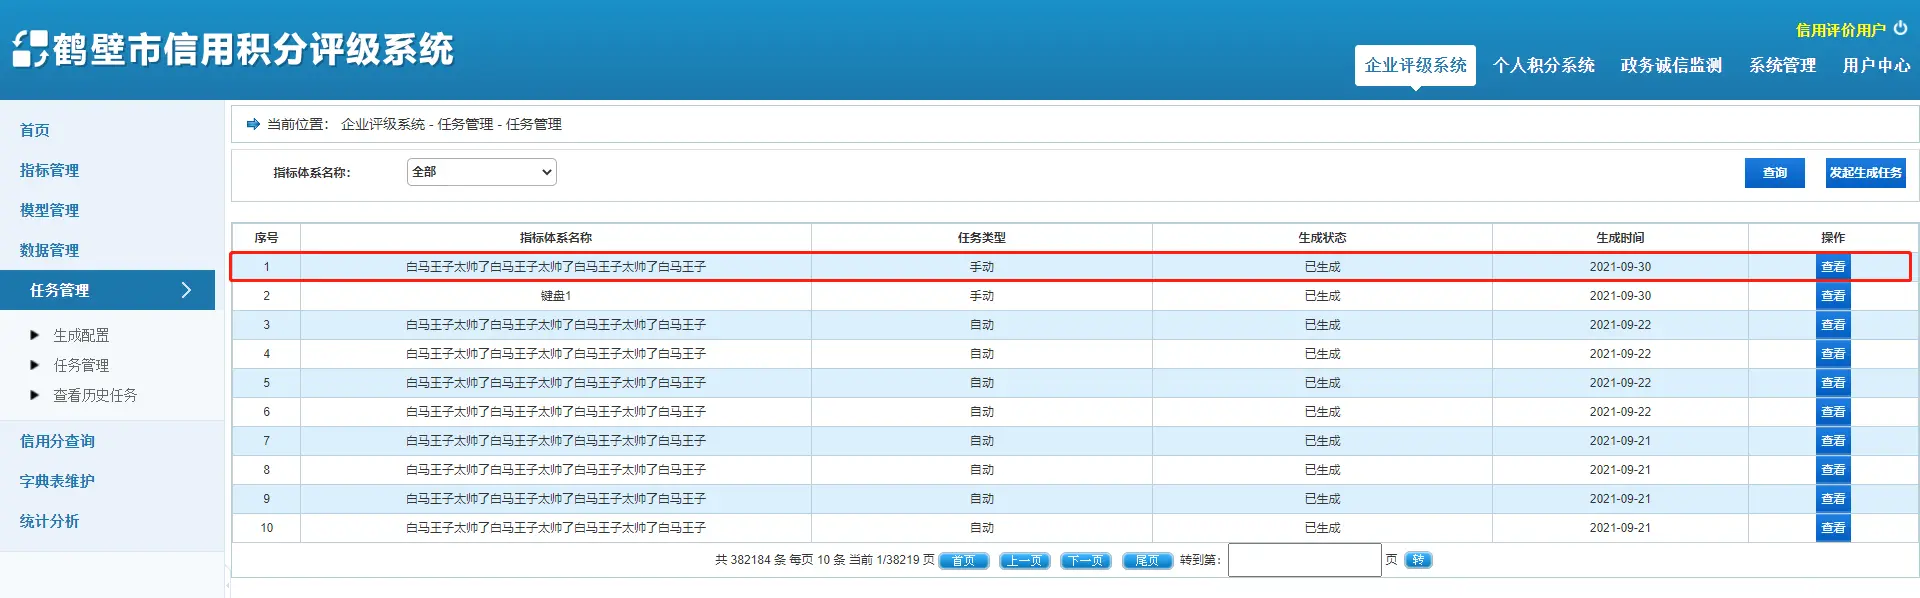 鹤壁市信用积分评级系统
信用评价用户
企业评级系统 个人积分系统 政务诚信监测 系统管理 用户中心
首页
指标管理
模型管理
数据管理
任务管理
生成配置
任务管理
查看历史任务
信用分查询
字典表维护
统计分析
当前位置： 企业评级系统 - 任务管理 - 任务管理
指标体系名称： 全部 查询 发起生成任务
序号 指标体系名称 任务类型 生成状态 生成时间 操作
1 白马王子太帅了白马王子太帅了白马王子太帅了白马王子 手动 已生成 2021-09-30 查看
2 键盘1 手动 已生成 2021-09-30 查看
3 白马王子太帅了白马王子太帅了白马王子太帅了白马王子 自动 已生成 2021-09-22 查看
4 白马王子太帅了白马王子太帅了白马王子太帅了白马王子 自动 已生成 2021-09-22 查看
5 白马王子太帅了白马王子太帅了白马王子太帅了白马王子 自动 已生成 2021-09-22 查看
6 白马王子太帅了白马王子太帅了白马王子太帅了白马王子 自动 已生成 2021-09-22 查看
7 白马王子太帅了白马王子太帅了白马王子太帅了白马王子 自动 已生成 2021-09-21 查看
8 白马王子太帅了白马王子太帅了白马王子太帅了白马王子 自动 已生成 2021-09-21 查看
9 白马王子太帅了白马王子太帅了白马王子太帅了白马王子 自动 已生成 2021-09-21 查看
10 白马王子太帅了白马王子太帅了白马王子太帅了白马王子 自动 已生成 2021-09-21 查看
共 382184 条 每页 10 条 当前 1/38219 页 首页 上一页 下一页 尾页 转到第： 页 转